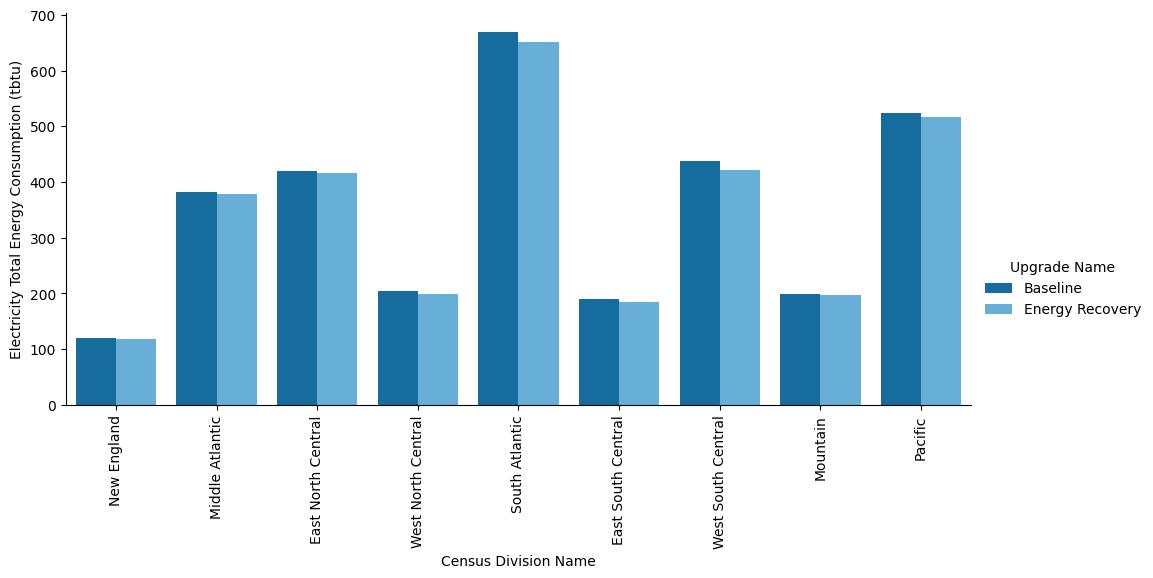 Electricity Total Energy Consumption (tbtu)
700
600
500
400
300
200
100
0
New England
Middle Atlantic
East North Central
West North Central
South Atlantic
East South Central
West South Central
Mountain
Pacific
Census Division Name
Upgrade Name
Baseline
Energy Recovery